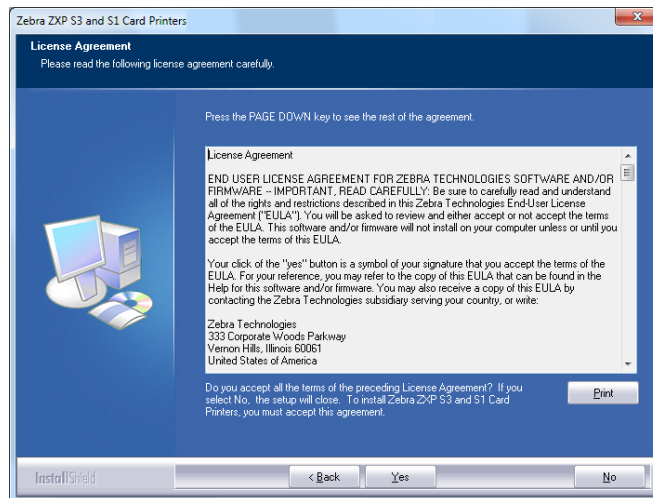 Zebra ZXP S3 and S1 Card Printers
License Agreement
Please read the following license agreement carefully.
Press the PAGE DOWN key to see the rest of the agreement.
License Agreement
END USER LICENSE AGREEMENT FOR ZEBRA TECHNOLOGIES SOFTWARE AND/OR
FIRMWARE -- IMPORTANT, READ CAREFULLY: Be sure to carefully read and understand
all of the rights and restrictions described in this Zebra Technologies End-User License
Agreement ("EULA"). You will be asked to review and either accept or not accept the terms
of the EULA. This software and/or firmware will not install on your computer unless or until you
accept the terms of this EULA.
Your click of the "yes" button is a symbol of your signature that you accept the terms of the
EULA. For your reference, you may refer to the copy of this EULA that can be found in the
Help for this software and/or firmware. You may also receive a copy of this EULA by
contacting the Zebra Technologies subsidiary serving your country, or write:
Zebra Technologies
333 Corporate Woods Parkway
Vernon Hills, Illinois 60061
United States of America
Do you accept all the terms of the preceding License Agreement? If you
select No, the setup will close. To install Zebra ZXP S3 and S1 Card
Printers, you must accept this agreement.
Print
InstallShield
< Back
Yes
No